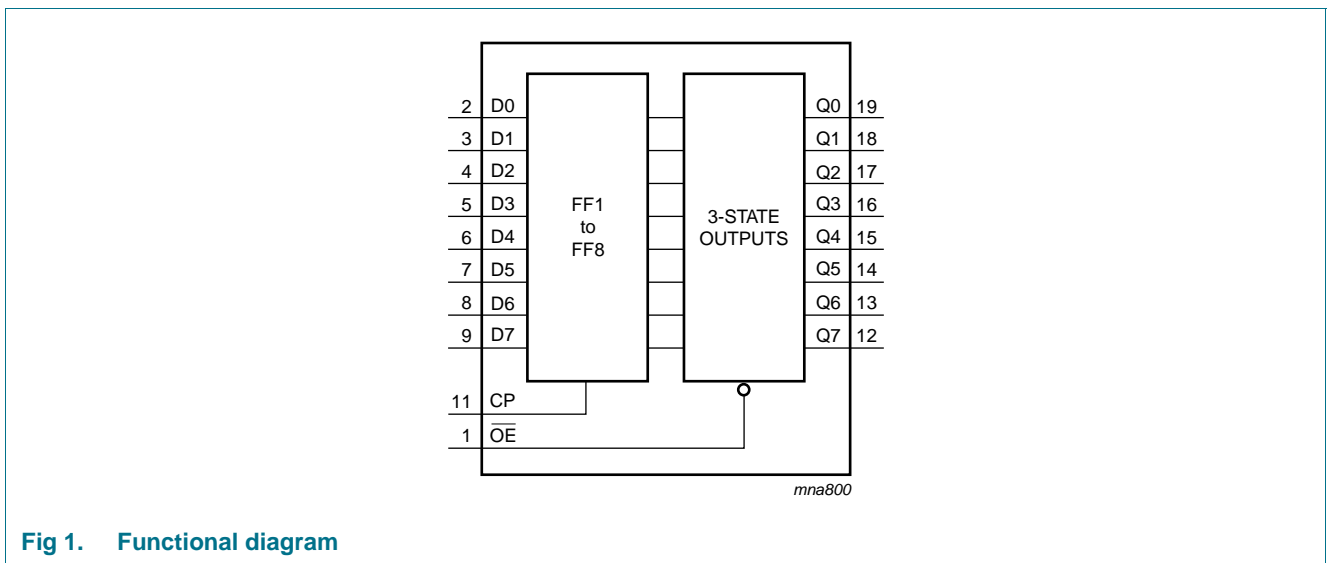 2 D0 Q0 19
3 D1 Q1 18
4 D2 Q2 17
5 D3 FF1 Q3 16
to 3-STATE
6 D4 FF8 OUTPUTS Q4 15
7 D5 Q5 14
8 D6 Q6 13
9 D7 Q7 12
11 CP
1 OE
mna800
Fig 1. Functional diagram